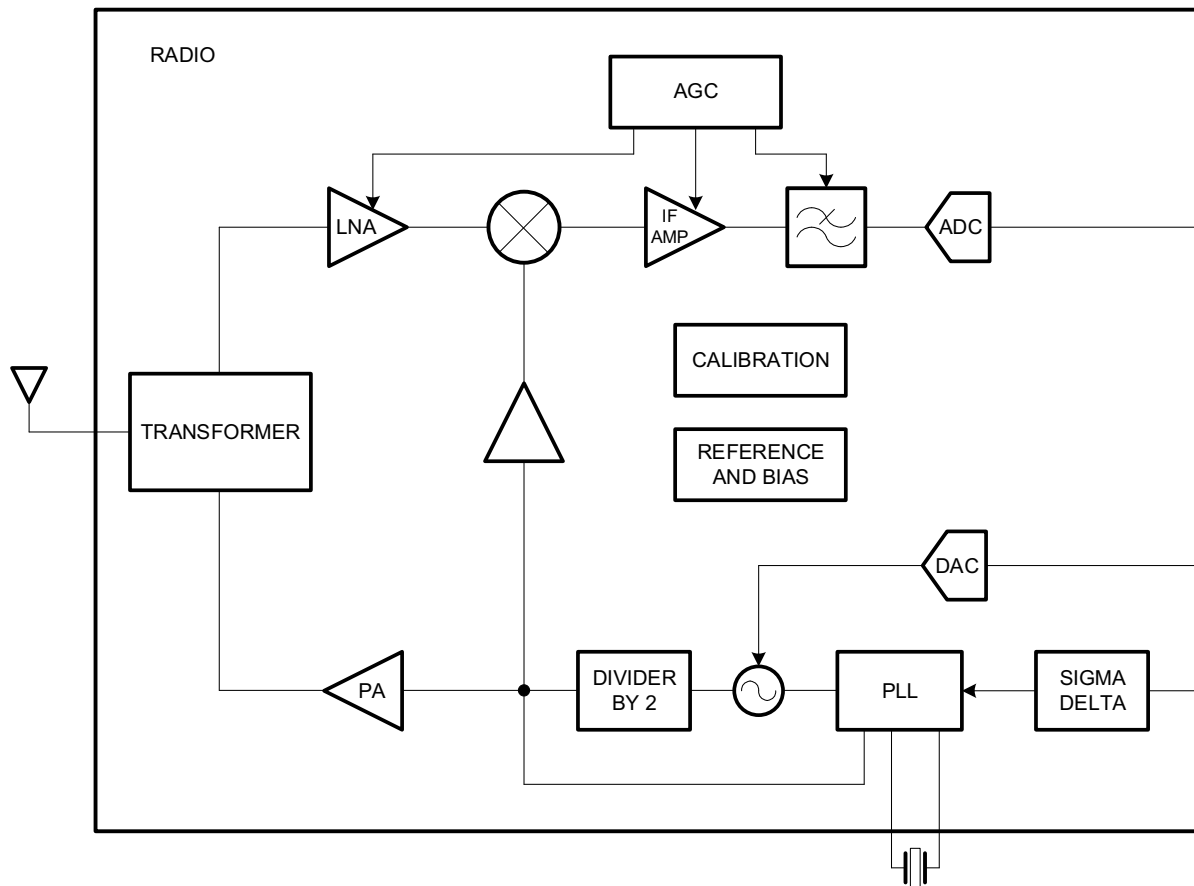 RADIO
AGC
LNA
IF
AMP
ADC
CALIBRATION
TRANSFORMER
REFERENCE
AND BIAS
DAC
PA
DIVIDER
BY 2
PLL
SIGMA
DELTA